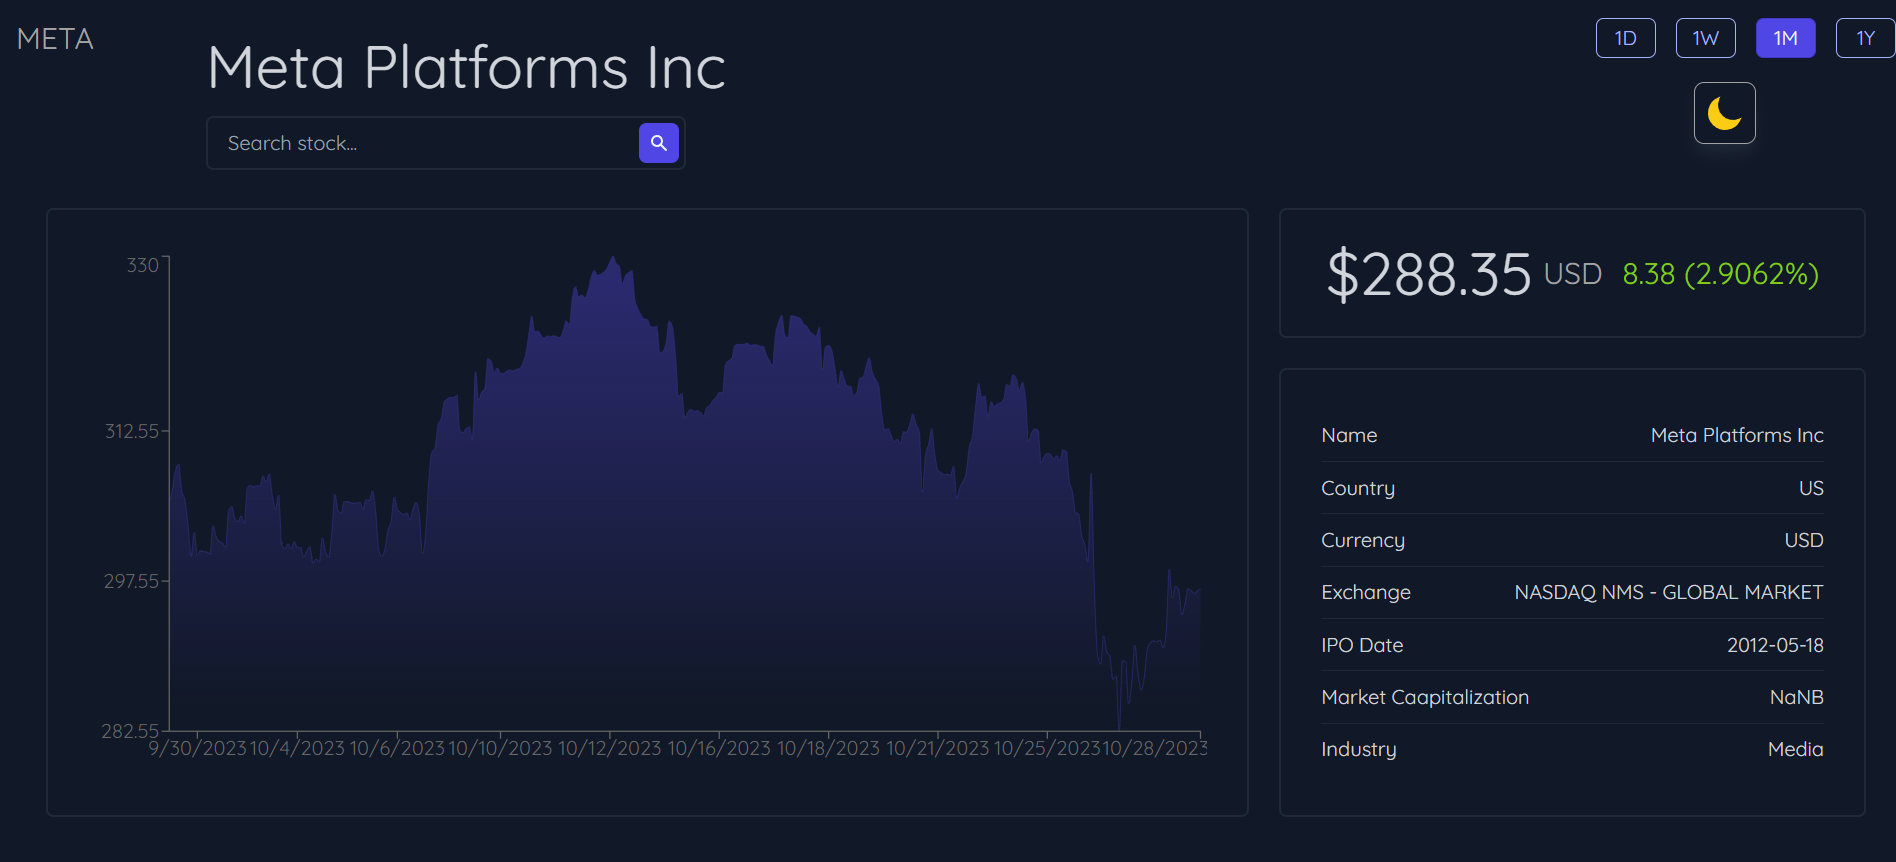 META
Meta Platforms Inc
1D 1W 1M 1Y
Search stock...
330
312.55
297.55
282.55
9/30/2023 10/4/2023 10/6/2023 10/10/2023 10/12/2023 10/16/2023 10/18/2023 10/21/2023 10/25/2023 10/28/2023
$288.35 USD 8.38 (2.9062%)
Name Meta Platforms Inc
Country US
Currency USD
Exchange NASDAQ NMS - GLOBAL MARKET
IPO Date 2012-05-18
Market Caapitalization NaNB
Industry Media